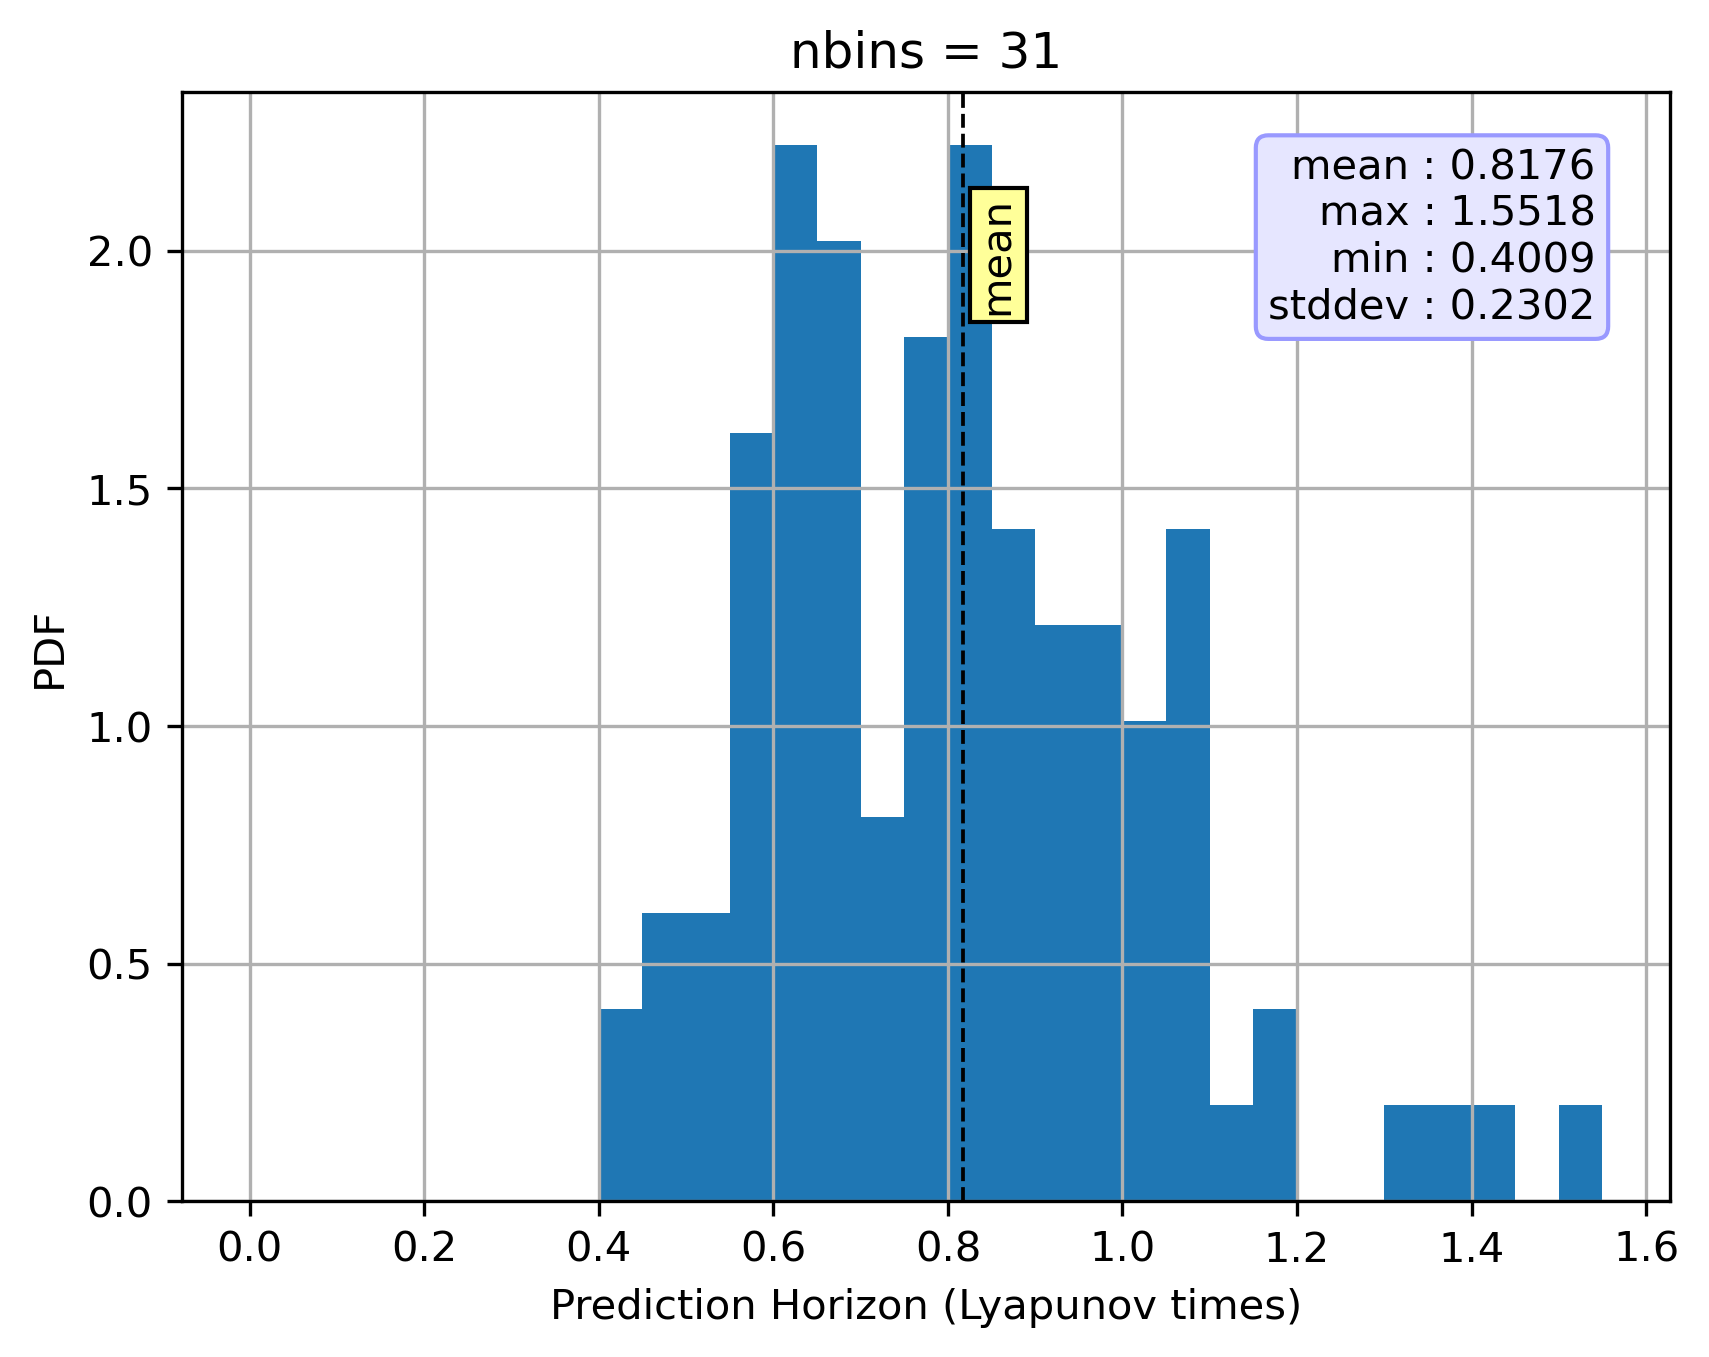 nbins = 31
mean : 0.8176
max : 1.5518
min : 0.4009
stddev : 0.2302
mean
PDF
2.0
1.5
1.0
0.5
0.0
0.0 0.2 0.4 0.6 0.8 1.0 1.2 1.4 1.6
Prediction Horizon (Lyapunov times)